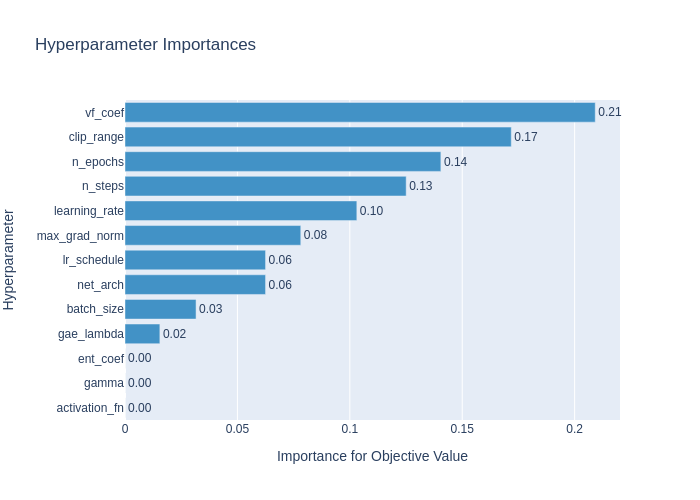 Hyperparameter Importances
vf_coef 0.21
clip_range 0.17
n_epochs 0.14
n_steps 0.13
learning_rate 0.10
max_grad_norm 0.08
lr_schedule 0.06
net_arch 0.06
batch_size 0.03
gae_lambda 0.02
ent_coef 0.00
gamma 0.00
activation_fn 0.00
0 0.05 0.1 0.15 0.2
Importance for Objective Value
Hyperparameter